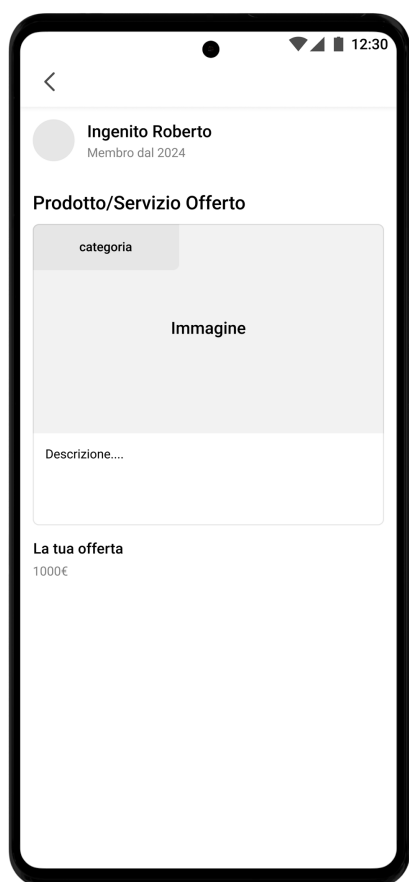 12:30
Ingenito Roberto
Membro dal 2024
Prodotto/Servizio Offerto
categoria
Immagine
Descrizione....
La tua offerta
1000€